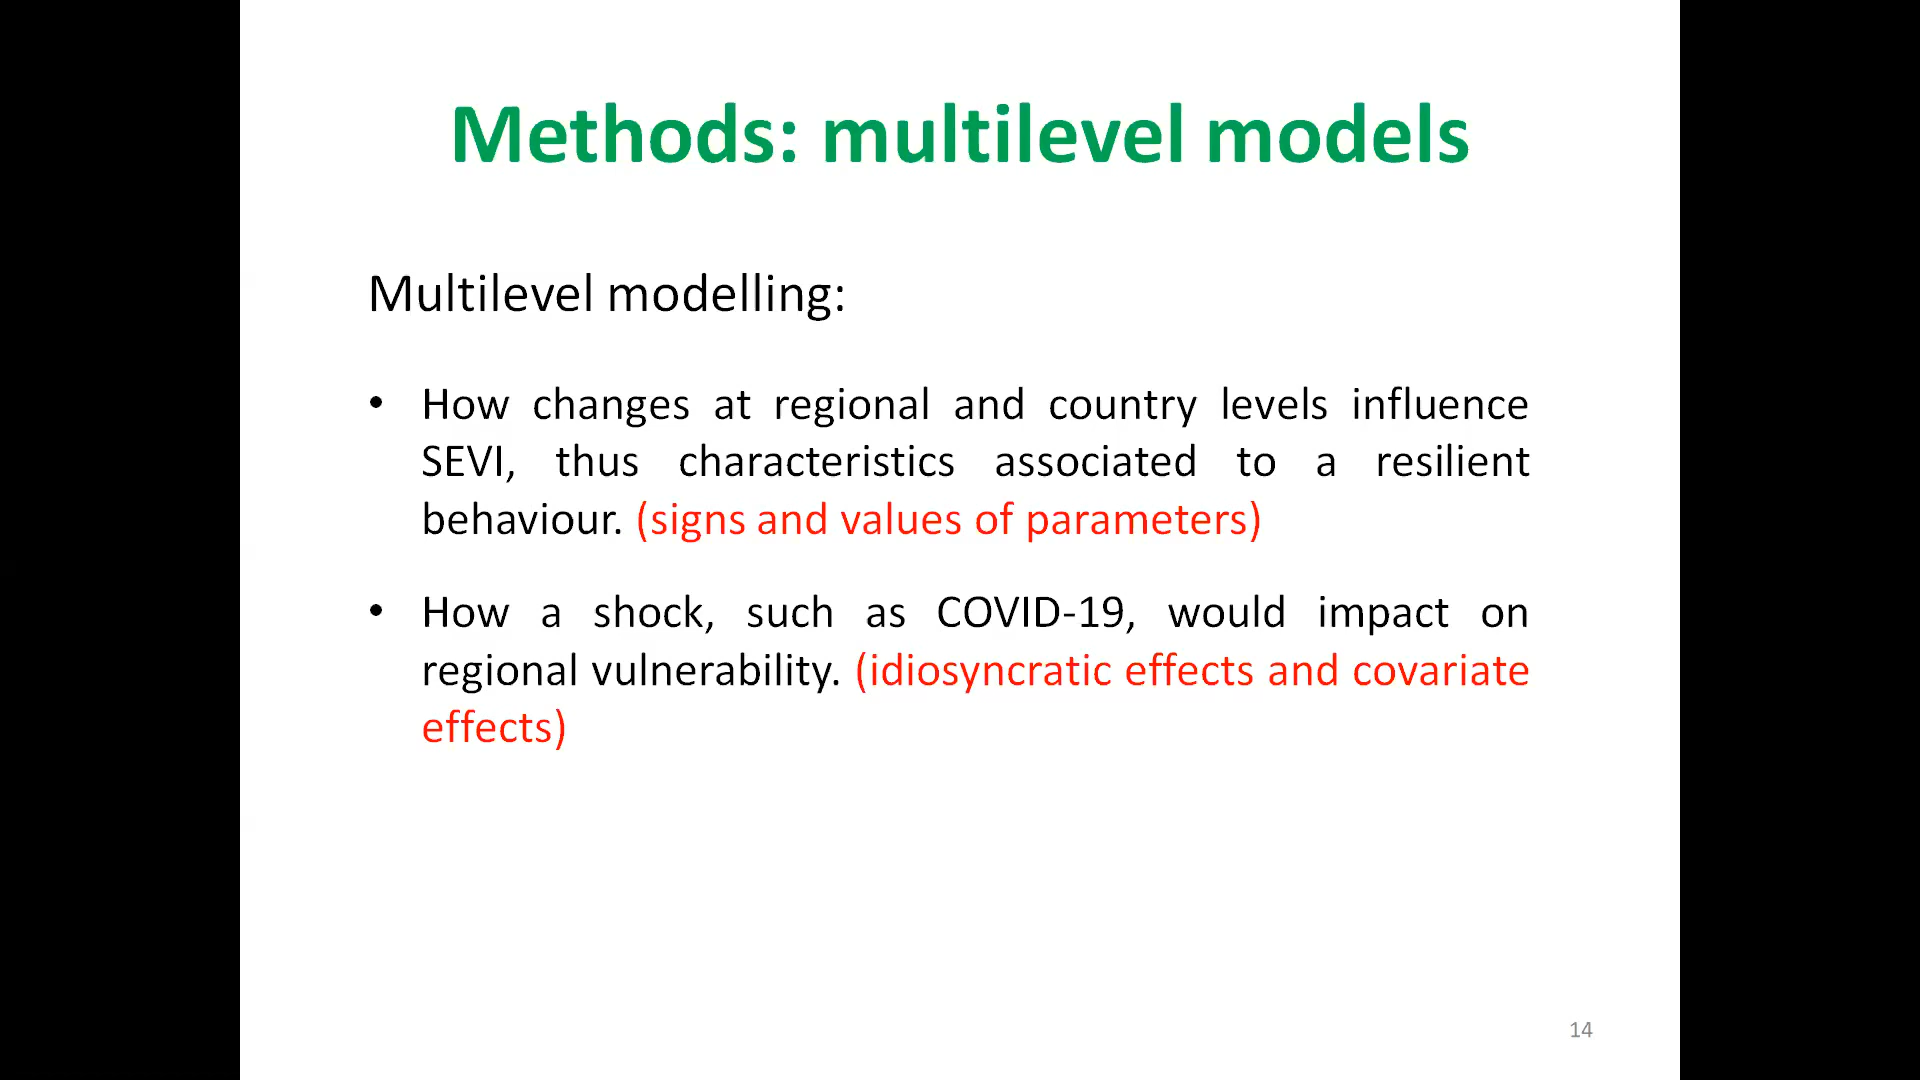 Methods: multilevel models
Multilevel modelling:
• How changes at regional and country levels influence
SEVI, thus characteristics associated to a resilient
behaviour. (signs and values of parameters)
• How a shock, such as COVID-19, would impact on
regional vulnerability. (idiosyncratic effects and covariate
effects)
14